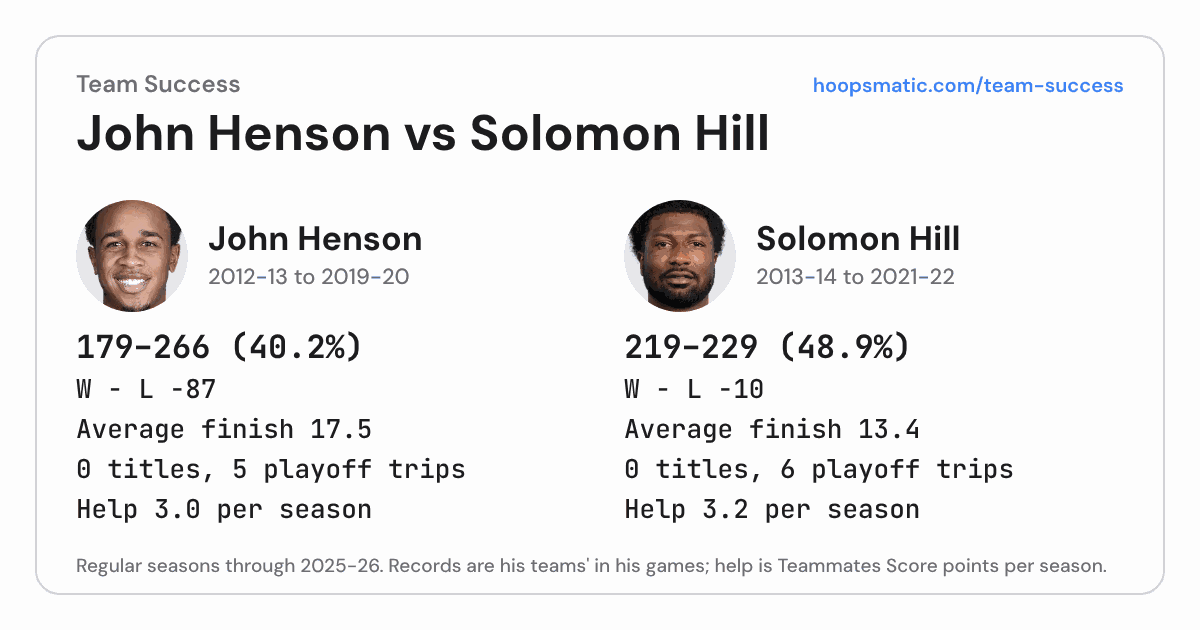 Team Success
hoopsmatic.com/team-success
John Henson vs Solomon Hill
John Henson
2012–13 to 2019–20
179–266 (40.2%)
W - L -87
Average finish 17.5
0 titles, 5 playoff trips
Help 3.0 per season
Solomon Hill
2013–14 to 2021–22
219–229 (48.9%)
W - L -10
Average finish 13.4
0 titles, 6 playoff trips
Help 3.2 per season
Regular seasons through 2025-26. Records are his teams' in his games; help is Teammates Score points per season.